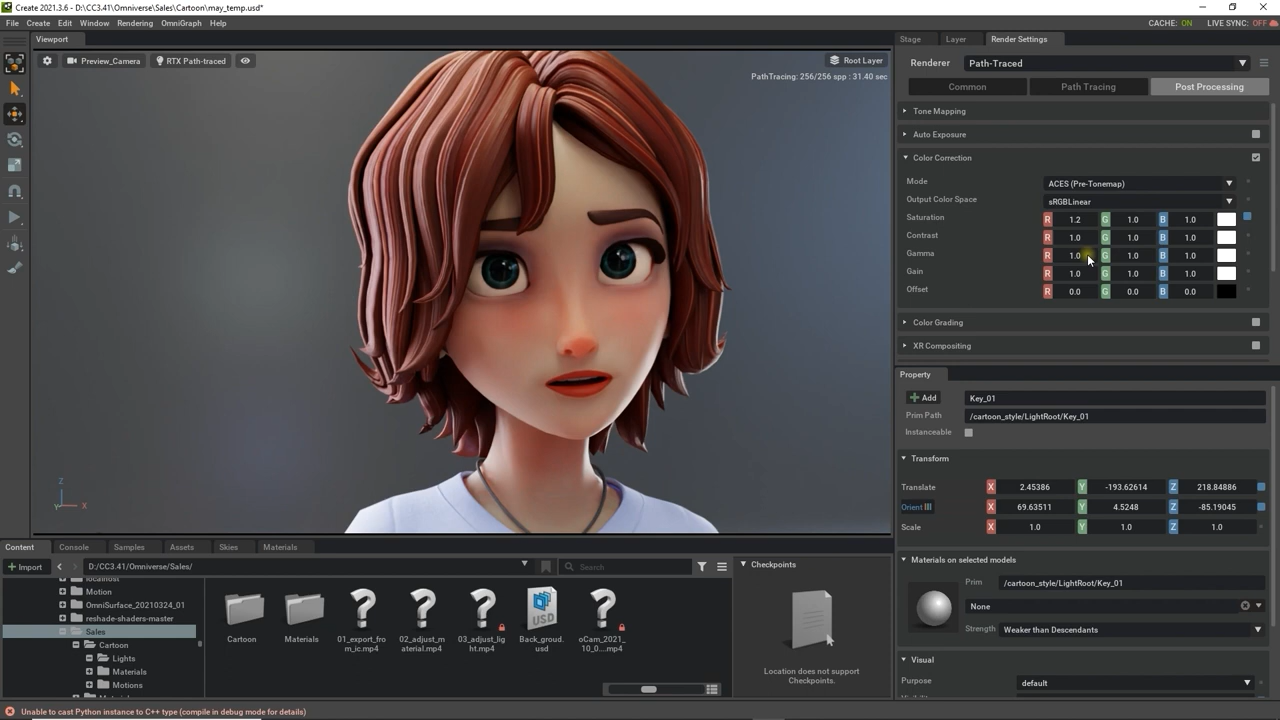 Create 2021.3.6 - D:\CC3.41\Omniverse\Sales\Cartoon\may_temp.usd*
File Create Edit Window Rendering OmniGraph Help CACHE: ON LIVE SYNC: OFF
Viewport
Stage Layer Render Settings
Preview_Camera RTX Path-traced Root Layer
PathTracing: 256/256 spp : 31.40 sec
Renderer Path-Traced
Common Path Tracing Post Processing
Tone Mapping
Auto Exposure
Color Correction
Mode ACES (Pre-Tonemap)
Output Color Space sRGBLinear
Saturation R 1.2 G 1.0 B 1.0
Contrast R 1.0 G 1.0 B 1.0
Gamma R 1.0 G 1.0 B 1.0
Gain R 1.0 G 1.0 B 1.0
Offset R 0.0 G 0.0 B 0.0
Color Grading
XR Compositing
Z
Y X
Property
Add Key_01
Prim Path /cartoon_style/LightRoot/Key_01
Instanceable
Transform
Translate X 2.45386 Y -193.62614 Z 218.84886
Orient X 69.63511 Y 4.5248 Z -85.19045
Scale X 1.0 Y 1.0 Z 1.0
Materials on selected models
Prim /cartoon_style/LightRoot/Key_01
None
Strength Weaker than Descendants
Visual
Purpose default
Content Console Samples Assets Skies Materials
Import D:/CC3.41/Omniverse/Sales/ Search
localhost
Motion
OmniSurface_20210324_01
reshade-shaders-master
Sales
Cartoon
Lights
Materials
Motions
Cartoon
Materials
01_export_fro
m_ic.mp4
02_adjust_m
aterial.mp4
03_adjust_li
ght.mp4
USD
Back_groud.
usd
oCam_2021_
10_0....mp4
Checkpoints
Location does not support
Checkpoints.
Unable to cast Python instance to C++ type (compile in debug mode for details)